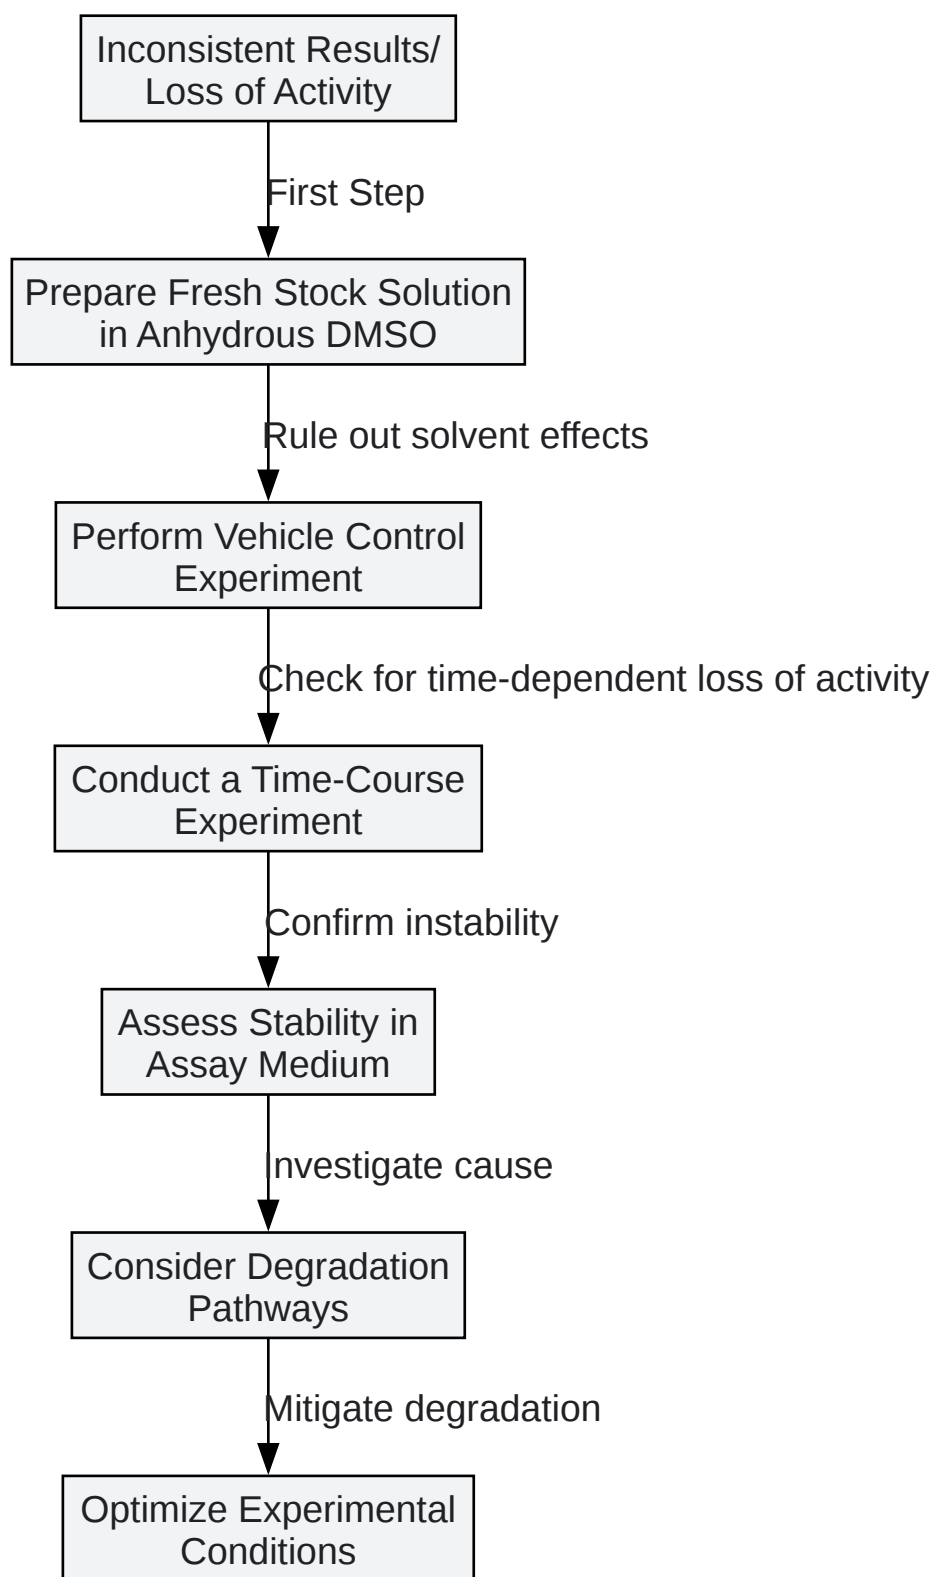 Inconsistent Results/
Loss of Activity
First Step
Prepare Fresh Stock Solution
in Anhydrous DMSO
Rule out solvent effects
Perform Vehicle Control
Experiment
Check for time-dependent loss of activity
Conduct a Time-Course
Experiment
Confirm instability
Assess Stability in
Assay Medium
Investigate cause
Consider Degradation
Pathways
Mitigate degradation
Optimize Experimental
Conditions